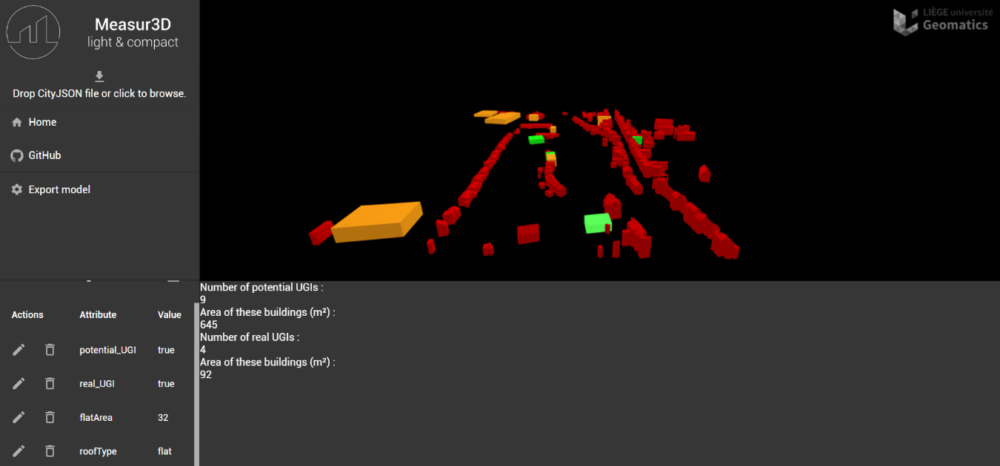 Measur3D
light & compact
LIÈGE université
Geomatics
Drop CityJSON file or click to browse.
Home
GitHub
Export model
Actions Attribute Value
potential_UGI true
real_UGI true
flatArea 32
roofType flat
Number of potential UGIs :
9
Area of these buildings (m²) :
645
Number of real UGIs :
4
Area of these buildings (m²) :
92